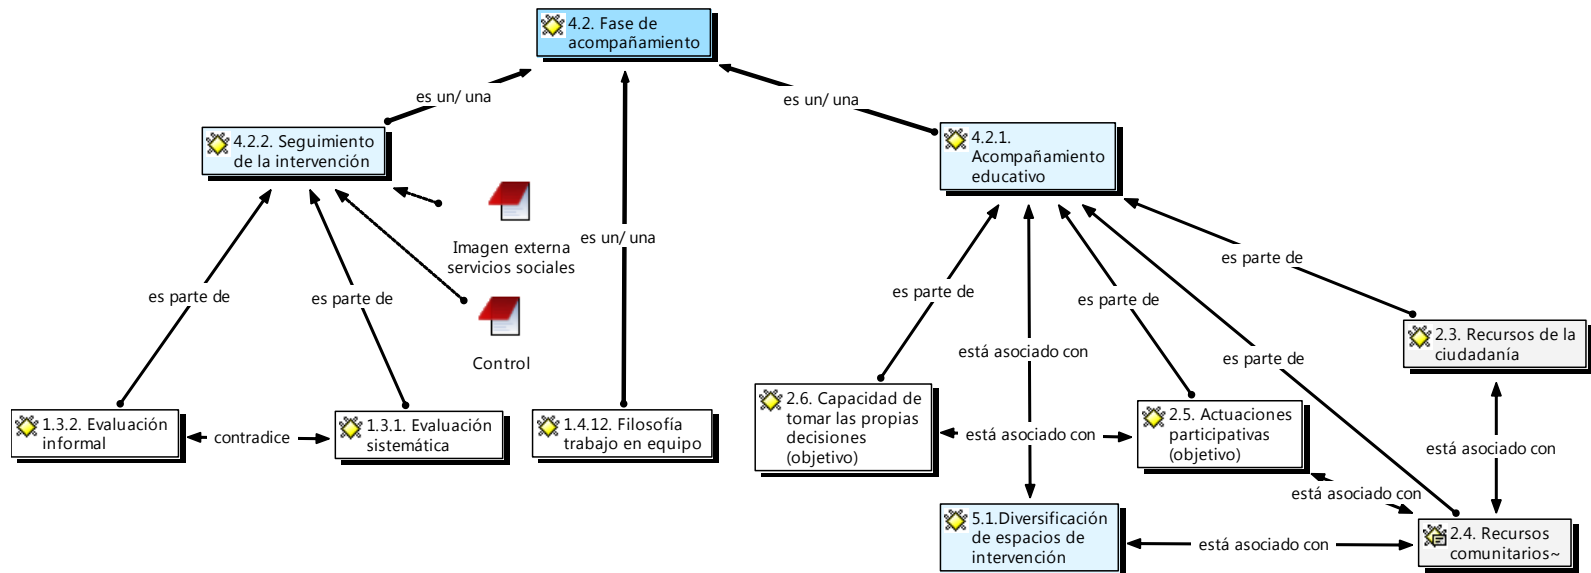 4.2. Fase de
acompañamiento
es un/ una
es un/ una
4.2.2. Seguimiento
de la intervención
4.2.1.
Acompañamiento
educativo
Imagen externa
servicios sociales
es un/ una
es parte de
es parte de
es parte de
es parte de
es parte de
Control
está asociado con
es parte de
2.3. Recursos de la
ciudadanía
1.3.2. Evaluación
informal
contradice
1.3.1. Evaluación
sistemática
1.4.12. Filosofía
trabajo en equipo
2.6. Capacidad de
tomar las propias
decisiones
(objetivo)
está asociado con
2.5. Actuaciones
participativas
(objetivo)
está asociado con
está asociado con
5.1.Diversificación
de espacios de
intervención
está asociado con
2.4. Recursos
comunitarios~